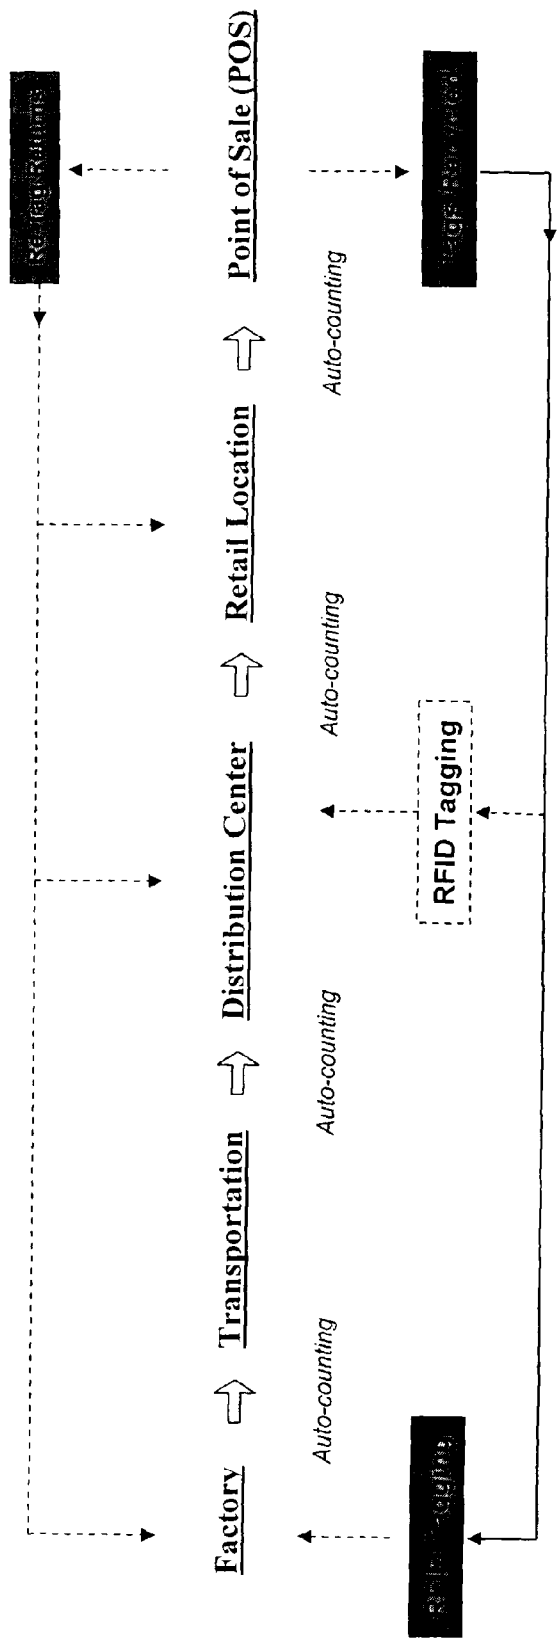 Factory
Transportation
Distribution Center
Retail Location
Point of Sale (POS)
Auto-counting
Auto-counting
Auto-counting
Auto-counting
RFID Tagging